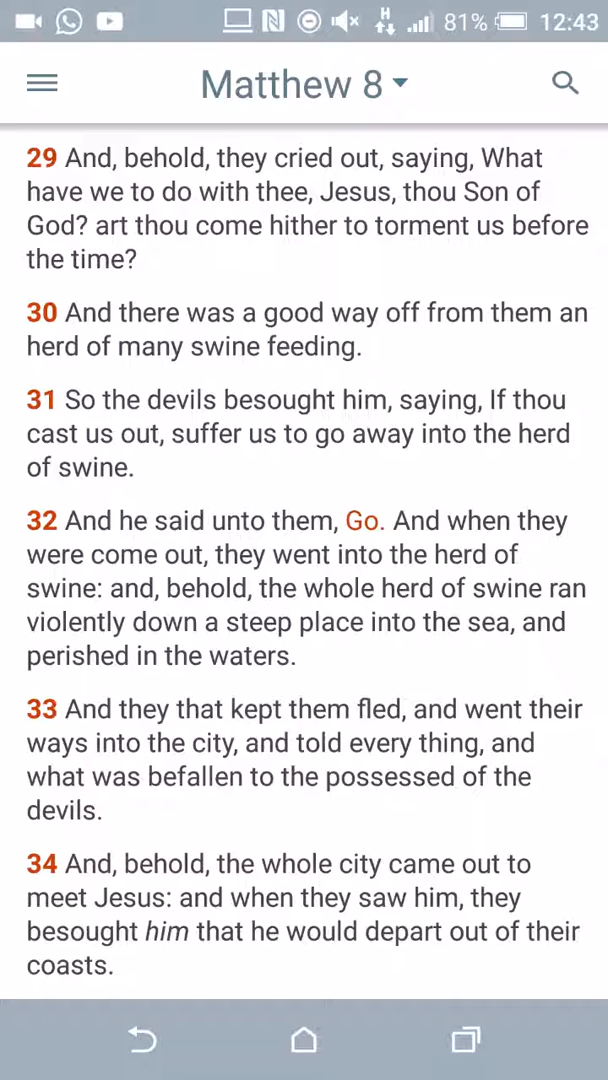 H 81% 12:43
Matthew 8
29 And, behold, they cried out, saying, What
have we to do with thee, Jesus, thou Son of
God? art thou come hither to torment us before
the time?
30 And there was a good way off from them an
herd of many swine feeding.
31 So the devils besought him, saying, If thou
cast us out, suffer us to go away into the herd
of swine.
32 And he said unto them, Go. And when they
were come out, they went into the herd of
swine: and, behold, the whole herd of swine ran
violently down a steep place into the sea, and
perished in the waters.
33 And they that kept them fled, and went their
ways into the city, and told every thing, and
what was befallen to the possessed of the
devils.
34 And, behold, the whole city came out to
meet Jesus: and when they saw him, they
besought him that he would depart out of their
coasts.